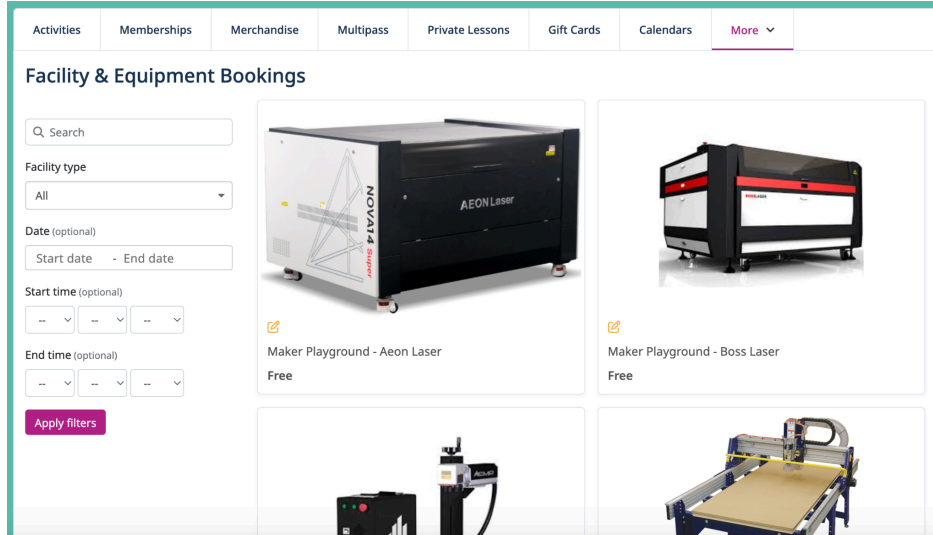 Activities
Memberships
Merchandise
Multipass
Private Lessons
Gift Cards
Calendars
More
Facility & Equipment Bookings
Search
Facility type
All
Date (optional)
Start date - End date
Start time (optional)
-- -- --
End time (optional)
-- -- --
Apply filters
NOVA14 Super
AEON Laser
Maker Playground - Aeon Laser
Free
BOSSLASER
Maker Playground - Boss Laser
Free